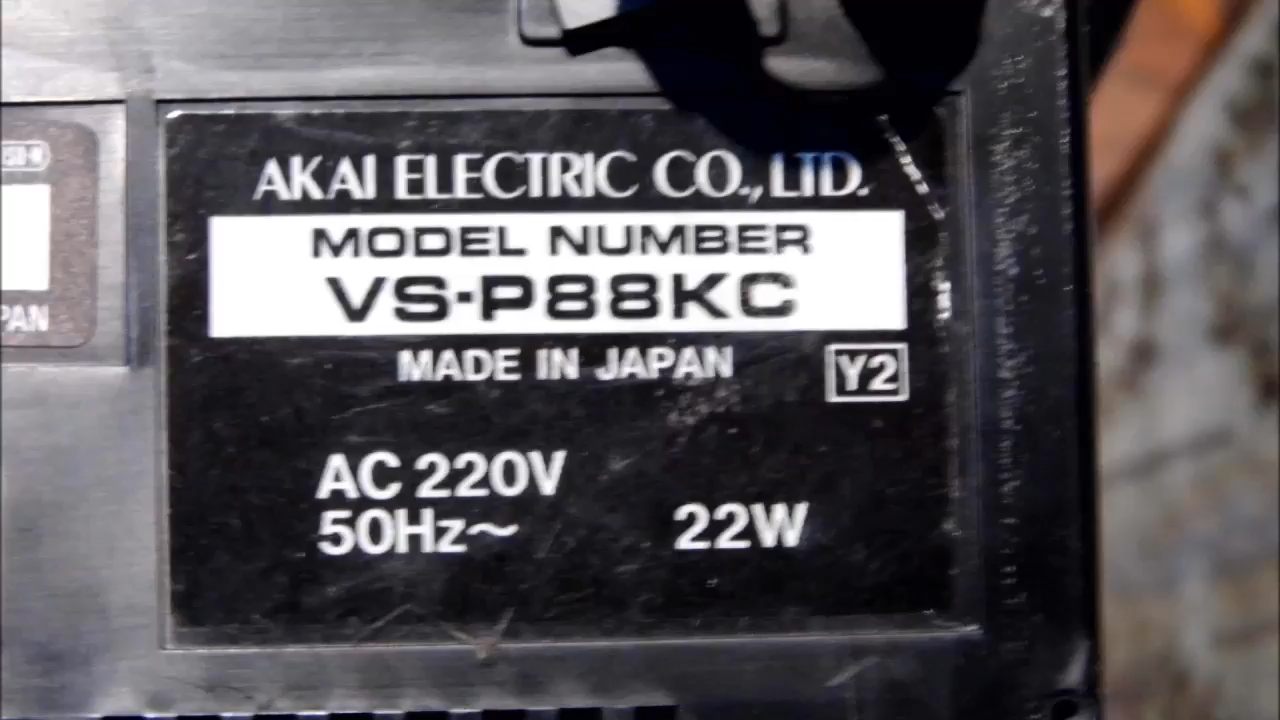 AKAI ELECTRIC CO., LTD.
MODEL NUMBER
VS-P88KC
MADE IN JAPAN
Y2
AC 220V
50Hz~
22W